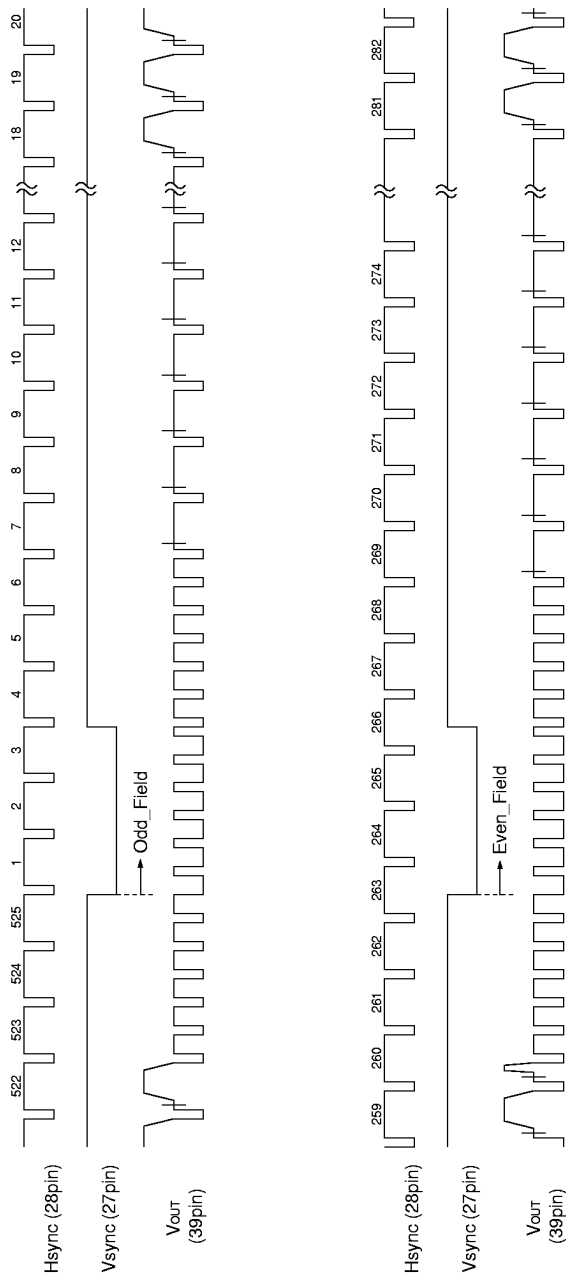 522 523 524 525 1 2 3 4 5 6 7 8 9 10 11 12 18 19 20
Hsync (28pin)
Vsync (27pin)
Odd_Field
VOUT
(39pin)
259 260 261 262 263 264 265 266 267 268 269 270 271 272 273 274 281 282
Hsync (28pin)
Vsync (27pin)
Even_Field
VOUT
(39pin)